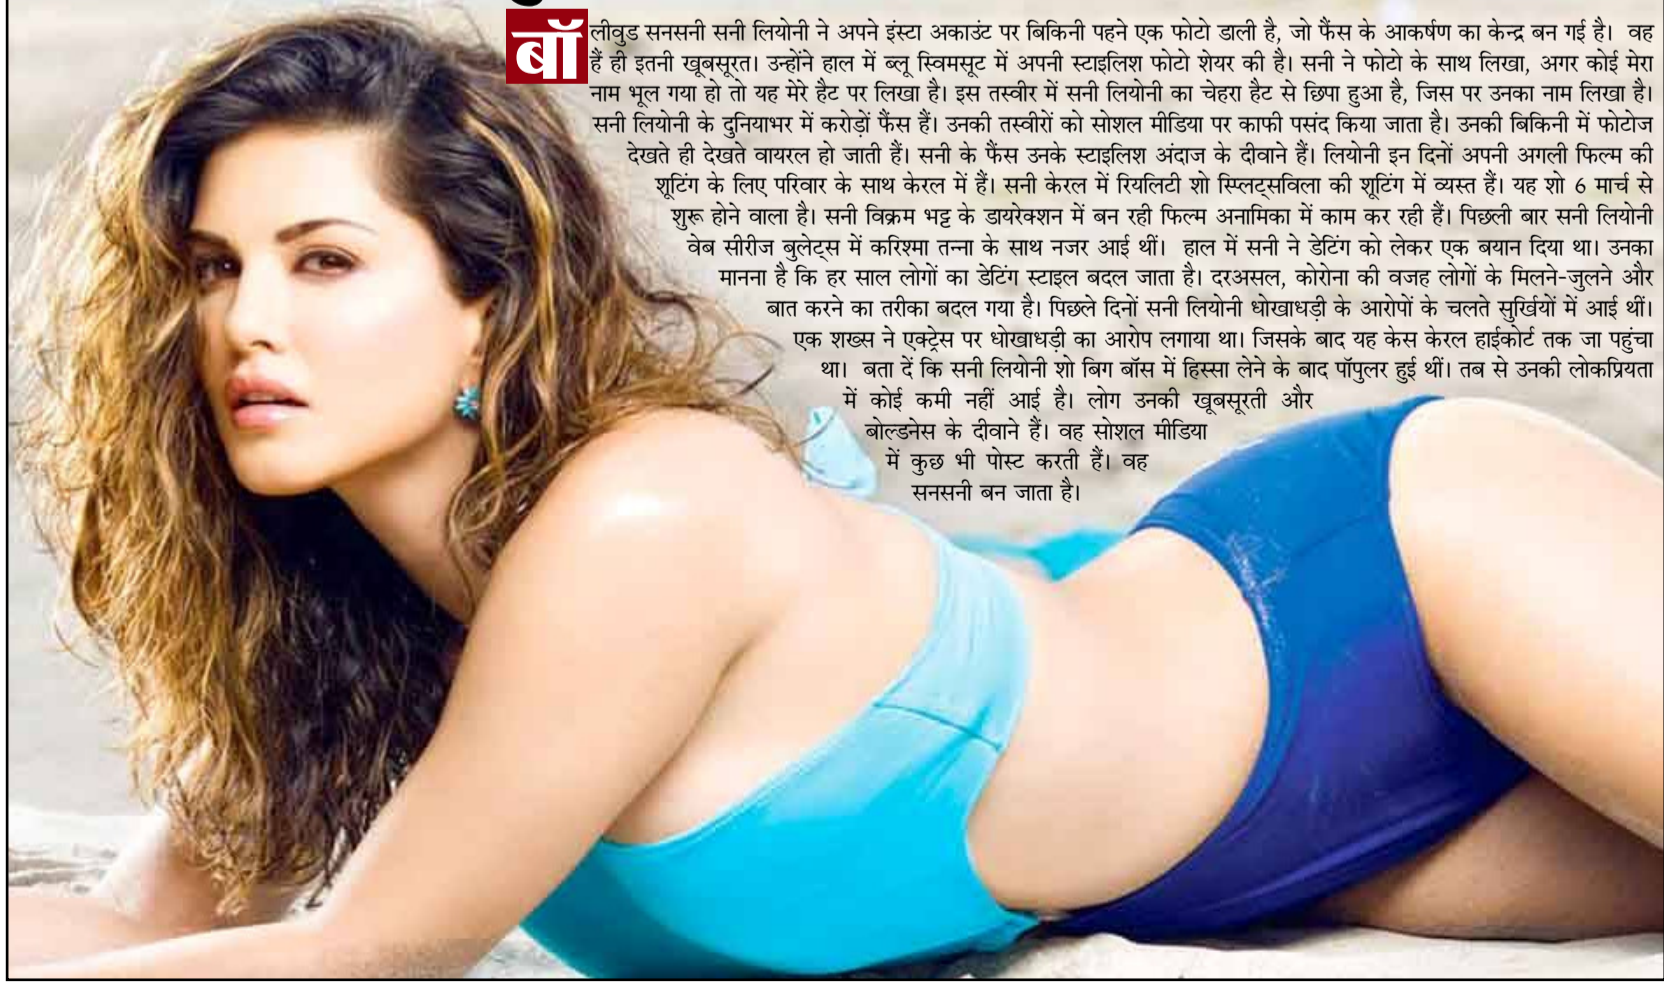 बॉलीवुड सनसनी सनी लियोनी ने अपने इंस्टा अकाउंट पर बिकिनी पहने एक फोटो डाली है, जो फैंस के आकर्षण का केन्द्र बन गई है। वह
हैं ही इतनी खूबसूरत। उन्होंने हाल में ब्लू स्विमसूट में अपनी स्टाइलिश फोटो शेयर की है। सनी ने फोटो के साथ लिखा, अगर कोई मेरा
नाम भूल गया हो तो यह मेरे हैट पर लिखा है। इस तस्वीर में सनी लियोनी का चेहरा हैट से छिपा हुआ है, जिस पर उनका नाम लिखा है।
सनी लियोनी के दुनियाभर में करोड़ों फैंस हैं। उनकी तस्वीरों को सोशल मीडिया पर काफी पसंद किया जाता है। उनकी बिकिनी में फोटोज
देखते ही देखते वायरल हो जाती हैं। सनी के फैंस उनके स्टाइलिश अंदाज के दीवाने हैं। लियोनी इन दिनों अपनी अगली फिल्म की
शूटिंग के लिए परिवार के साथ केरल में हैं। सनी केरल में रियलिटी शो स्प्लिट्सविला की शूटिंग में व्यस्त हैं। यह शो 6 मार्च से
शुरू होने वाला है। सनी विक्रम भट्ट के डायरेक्शन में बन रही फिल्म अनामिका में काम कर रही हैं। पिछली बार सनी लियोनी
वेब सीरीज बुलेट्स में करिश्मा तन्ना के साथ नजर आई थीं। हाल में सनी ने डेटिंग को लेकर एक बयान दिया था। उनका
मानना है कि हर साल लोगों का डेटिंग स्टाइल बदल जाता है। दरअसल, कोरोना की वजह लोगों के मिलने-जुलने और
बात करने का तरीका बदल गया है। पिछले दिनों सनी लियोनी धोखाधड़ी के आरोपों के चलते सुर्खियों में आई थीं।
एक शख्स ने एक्ट्रेस पर धोखाधड़ी का आरोप लगाया था। जिसके बाद यह केस केरल हाईकोर्ट तक जा पहुंचा
था। बता दें कि सनी लियोनी शो बिग बॉस में हिस्सा लेने के बाद पॉपुलर हुई थीं। तब से उनकी लोकप्रियता
में कोई कमी नहीं आई है। लोग उनकी खूबसूरती और
बोल्डनेस के दीवाने हैं। वह सोशल मीडिया
में कुछ भी पोस्ट करती हैं। वह
सनसनी बन जाता है।